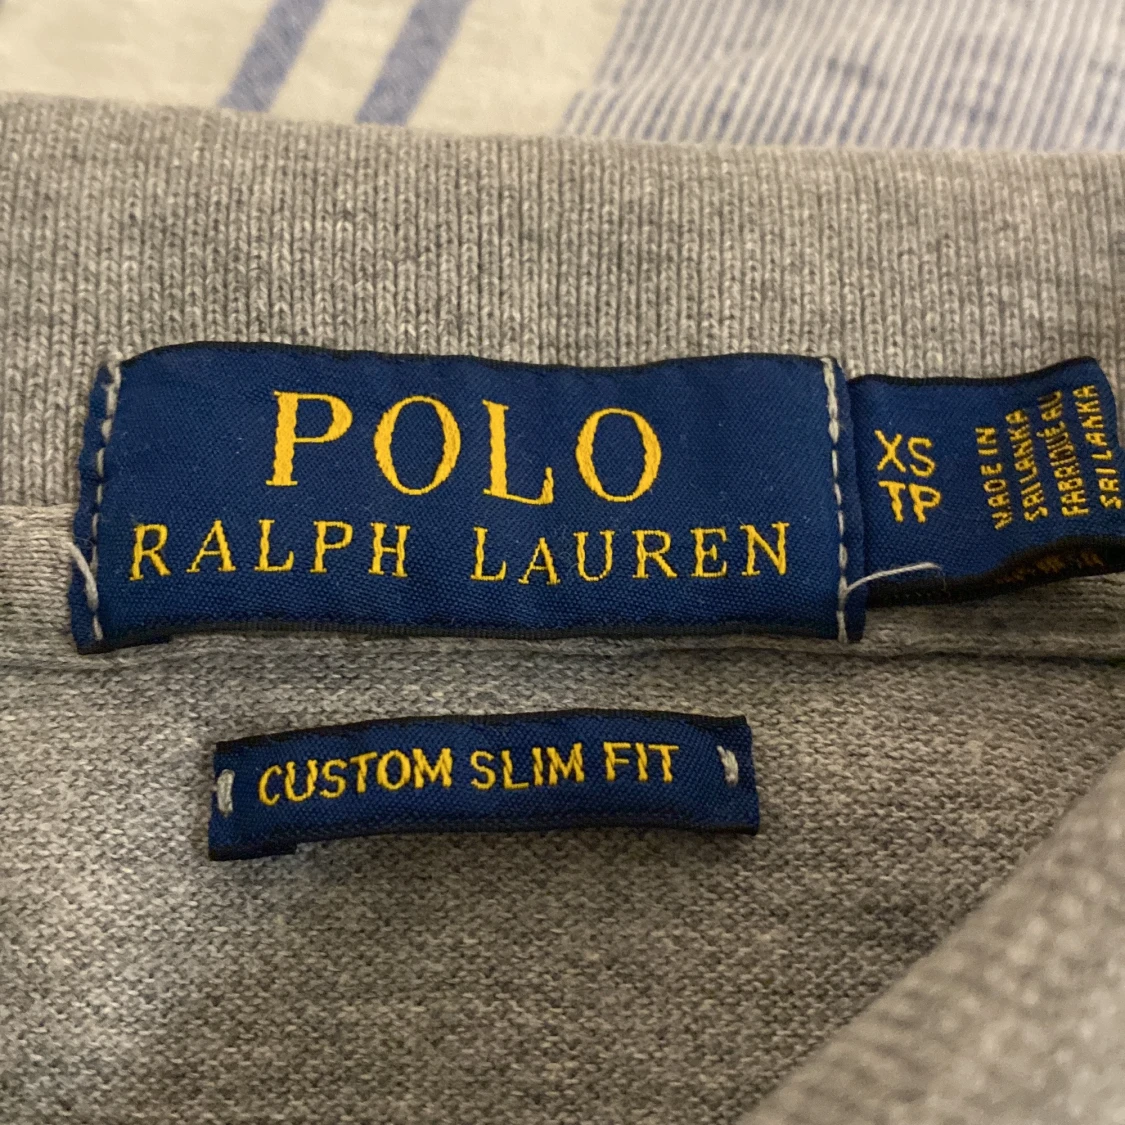 POLO
RALPH LAUREN
XS
TP
MADE IN
SRI LANKA
FABRIQUÉ AU
SRI LANKA
CUSTOM SLIM FIT